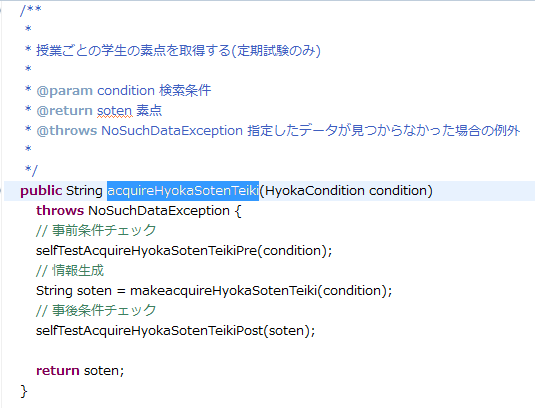 /**
*
* 授業ごとの学生の素点を取得する(定期試験のみ)
*
* @param condition 検索条件
* @return soten 素点
* @throws NoSuchDataException 指定したデータが見つからなかった場合の例外
*
*/
public String acquireHyokaSotenTeiki(HyokaCondition condition)
throws NoSuchDataException {
// 事前条件チェック
selfTestAcquireHyokaSotenTeikiPre(condition);
// 情報生成
String soten = makeacquireHyokaSotenTeiki(condition);
// 事後条件チェック
selfTestAcquireHyokaSotenTeikiPost(soten);
return soten;
}